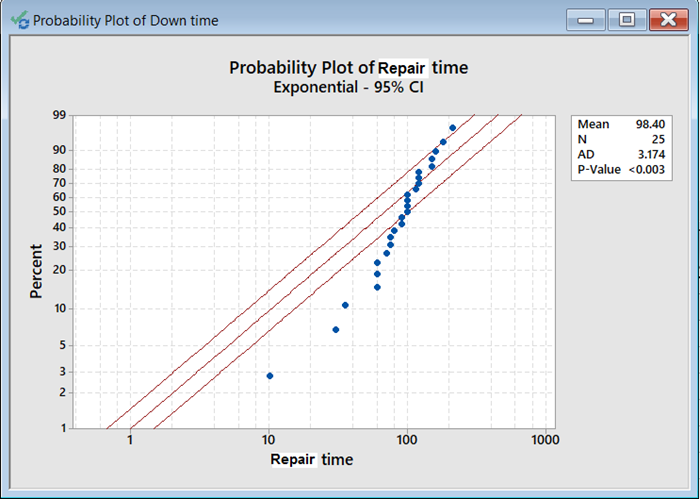 Probability Plot of Down time
Probability Plot of Repair time
Exponential - 95% CI
Mean 98.40
N 25
AD 3.174
P-Value <0.003
99
90
80
70
60
50
40
30
20
10
5
3
2
1
Percent
1 10 100 1000
Repair time